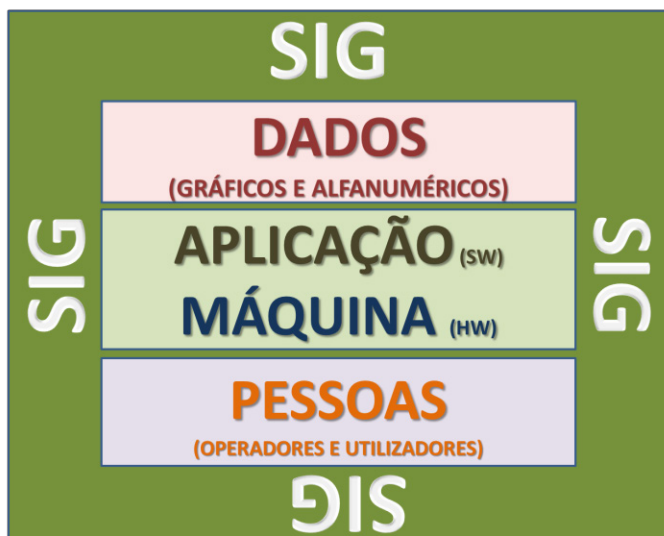 SIG
DADOS
(GRÁFICOS E ALFANUMÉRICOS)
SIG
APLICAÇÃO (SW)
SIG
MÁQUINA (HW)
PESSOAS
(OPERADORES E UTILIZADORES)
SIG